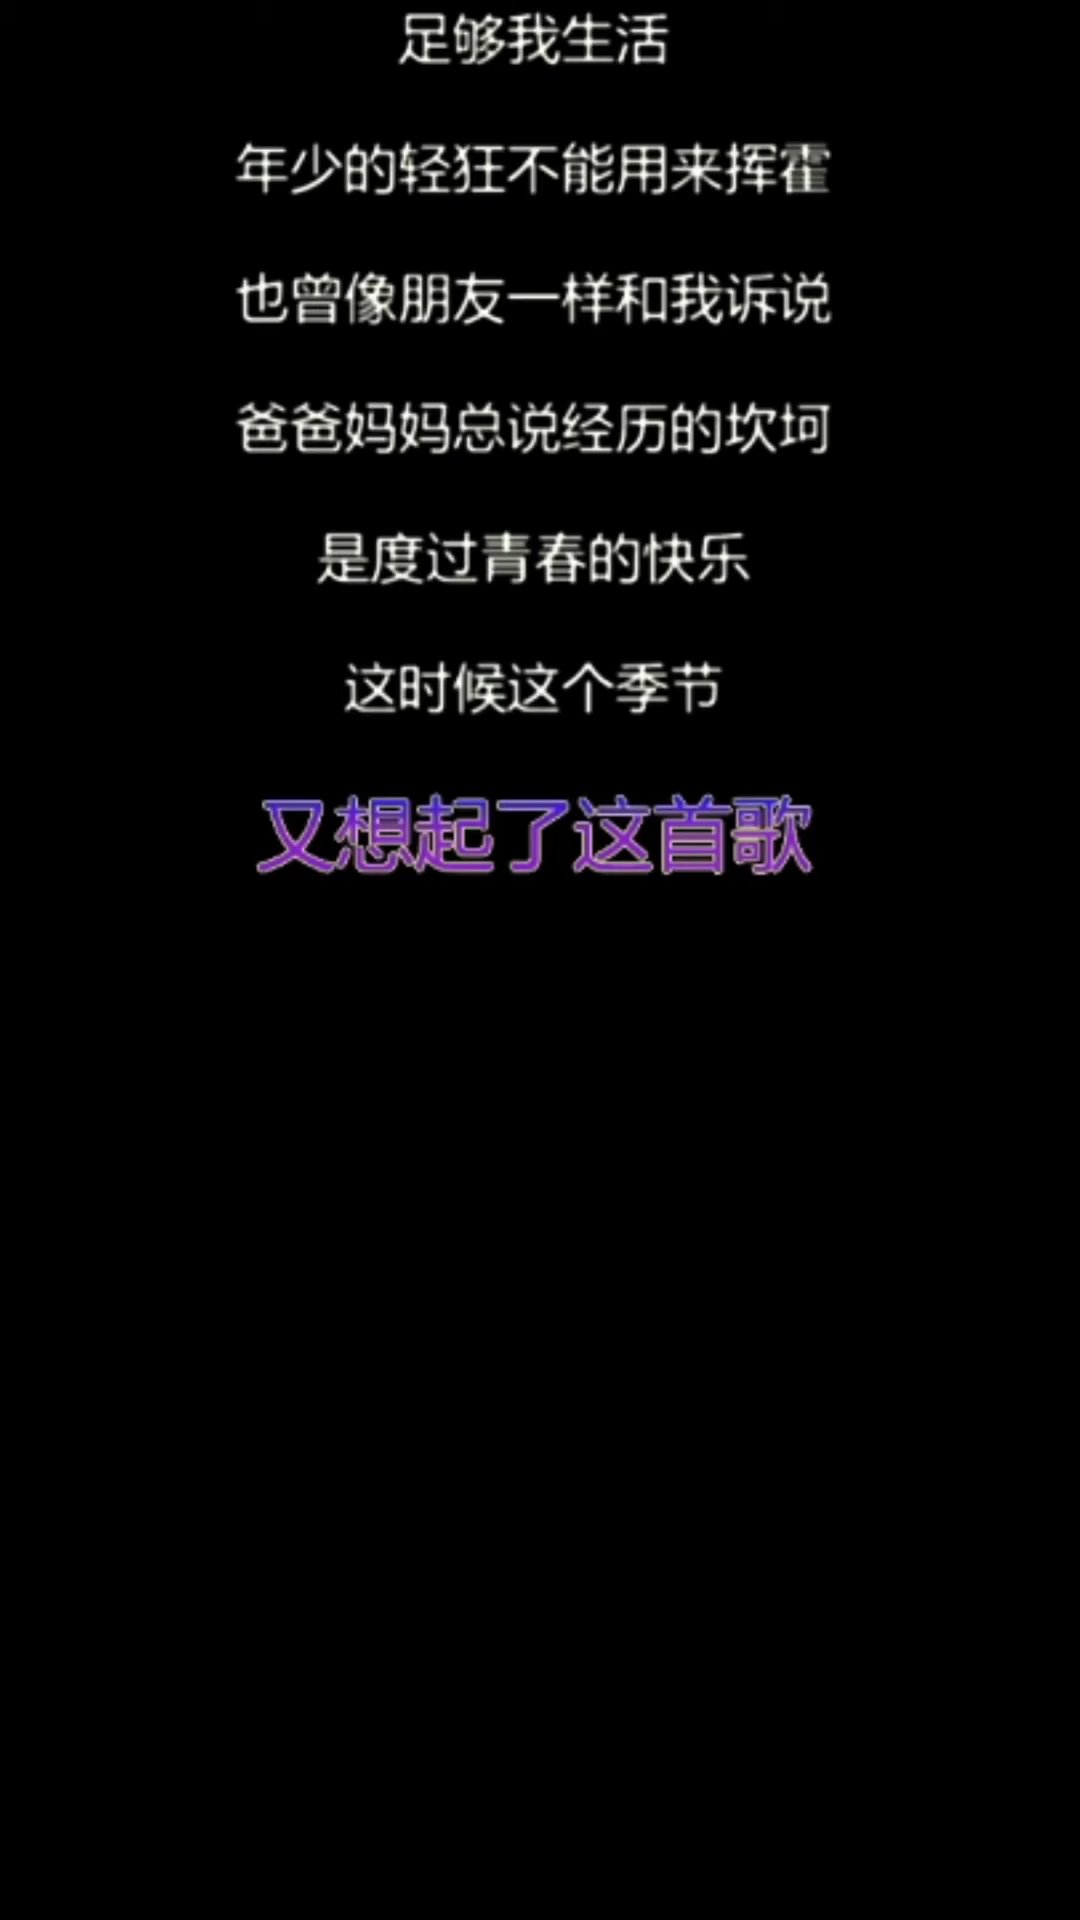 足够我生活
年少的轻狂不能用来挥霍
也曾像朋友一样和我诉说
爸爸妈妈总说经历的坎坷
是度过青春的快乐
这时候这个季节
又想起了这首歌